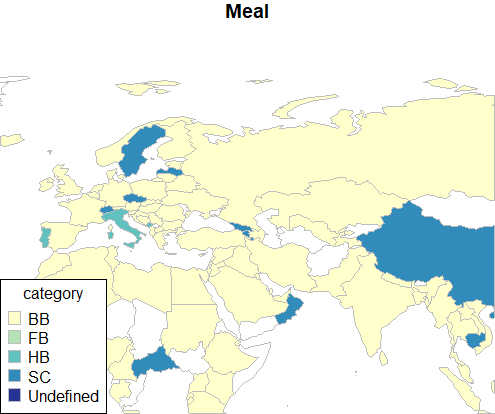 Meal
category
BB
FB
HB
SC
Undefined